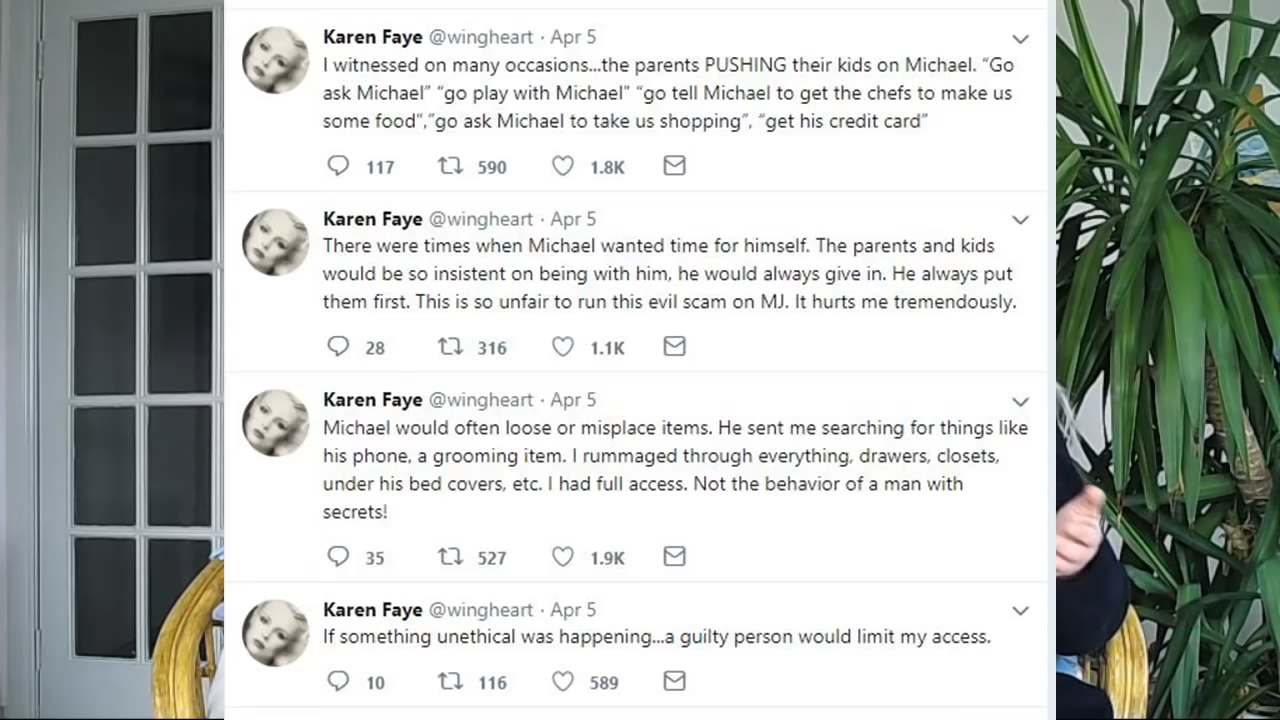 Karen Faye @wingheart · Apr 5
I witnessed on many occasions...the parents PUSHING their kids on Michael. “Go
ask Michael” “go play with Michael” “go tell Michael to get the chefs to make us
some food”,”go ask Michael to take us shopping”, “get his credit card”
117 590 1.8K
Karen Faye @wingheart · Apr 5
There were times when Michael wanted time for himself. The parents and kids
would be so insistent on being with him, he would always give in. He always put
them first. This is so unfair to run this evil scam on MJ. It hurts me tremendously.
28 316 1.1K
Karen Faye @wingheart · Apr 5
Michael would often loose or misplace items. He sent me searching for things like
his phone, a grooming item. I rummaged through everything, drawers, closets,
under his bed covers, etc. I had full access. Not the behavior of a man with
secrets!
35 527 1.9K
Karen Faye @wingheart · Apr 5
If something unethical was happening...a guilty person would limit my access.
10 116 589